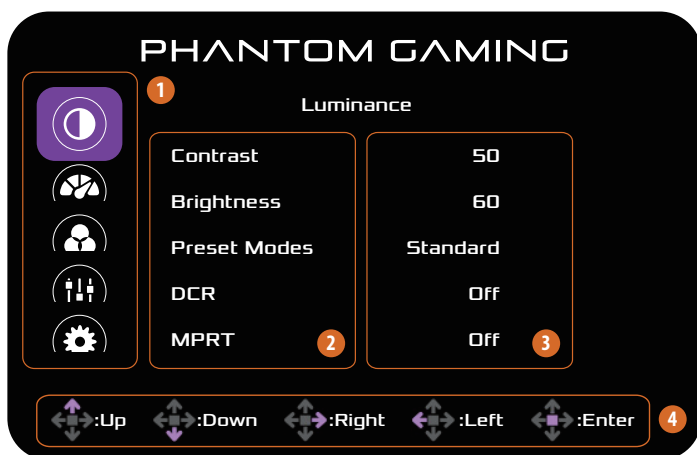 PHANTOM GAMING
1
Luminance
Contrast 50
Brightness 60
Preset Modes Standard
DCR Off
MPRT 2 Off 3
:Up :Down :Right :Left :Enter 4